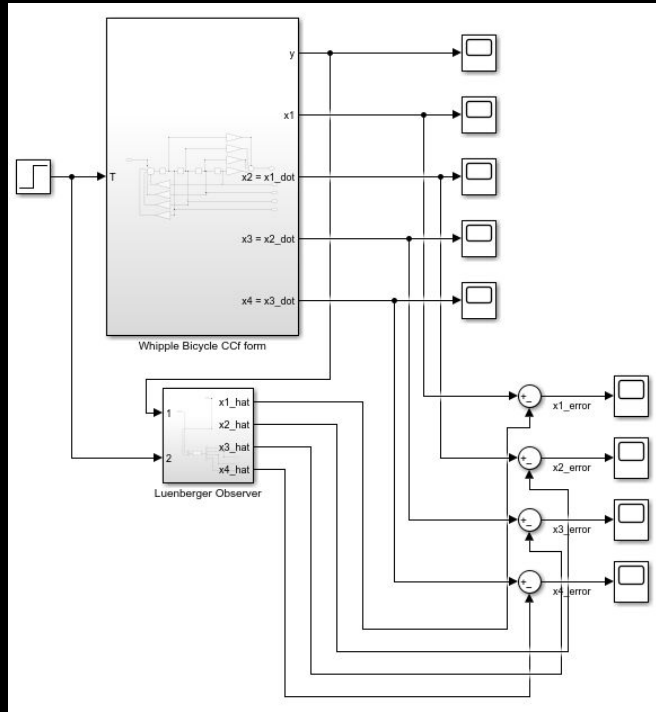 y
x1
T
x2 = x1_dot
x3 = x2_dot
x4 = x3_dot
Whipple Bicycle CCf form
1
2
x1_hat
x2_hat
x3_hat
x4_hat
Luenberger Observer
x1_error
x2_error
x3_error
x4_error